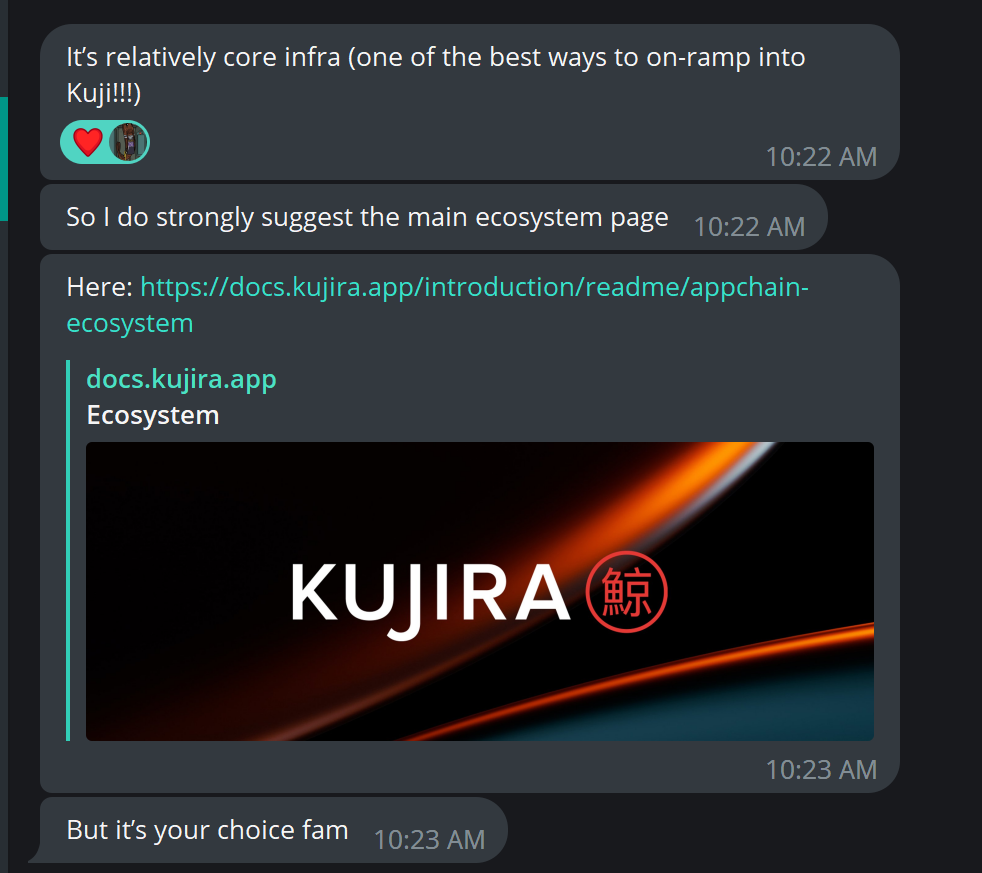 It’s relatively core infra (one of the best ways to on-ramp into
Kuji!!!)
10:22 AM
So I do strongly suggest the main ecosystem page
10:22 AM
Here: https://docs.kujira.app/introduction/readme/appchain-
ecosystem
docs.kujira.app
Ecosystem
KUJIRA 鯨
10:23 AM
But it’s your choice fam
10:23 AM